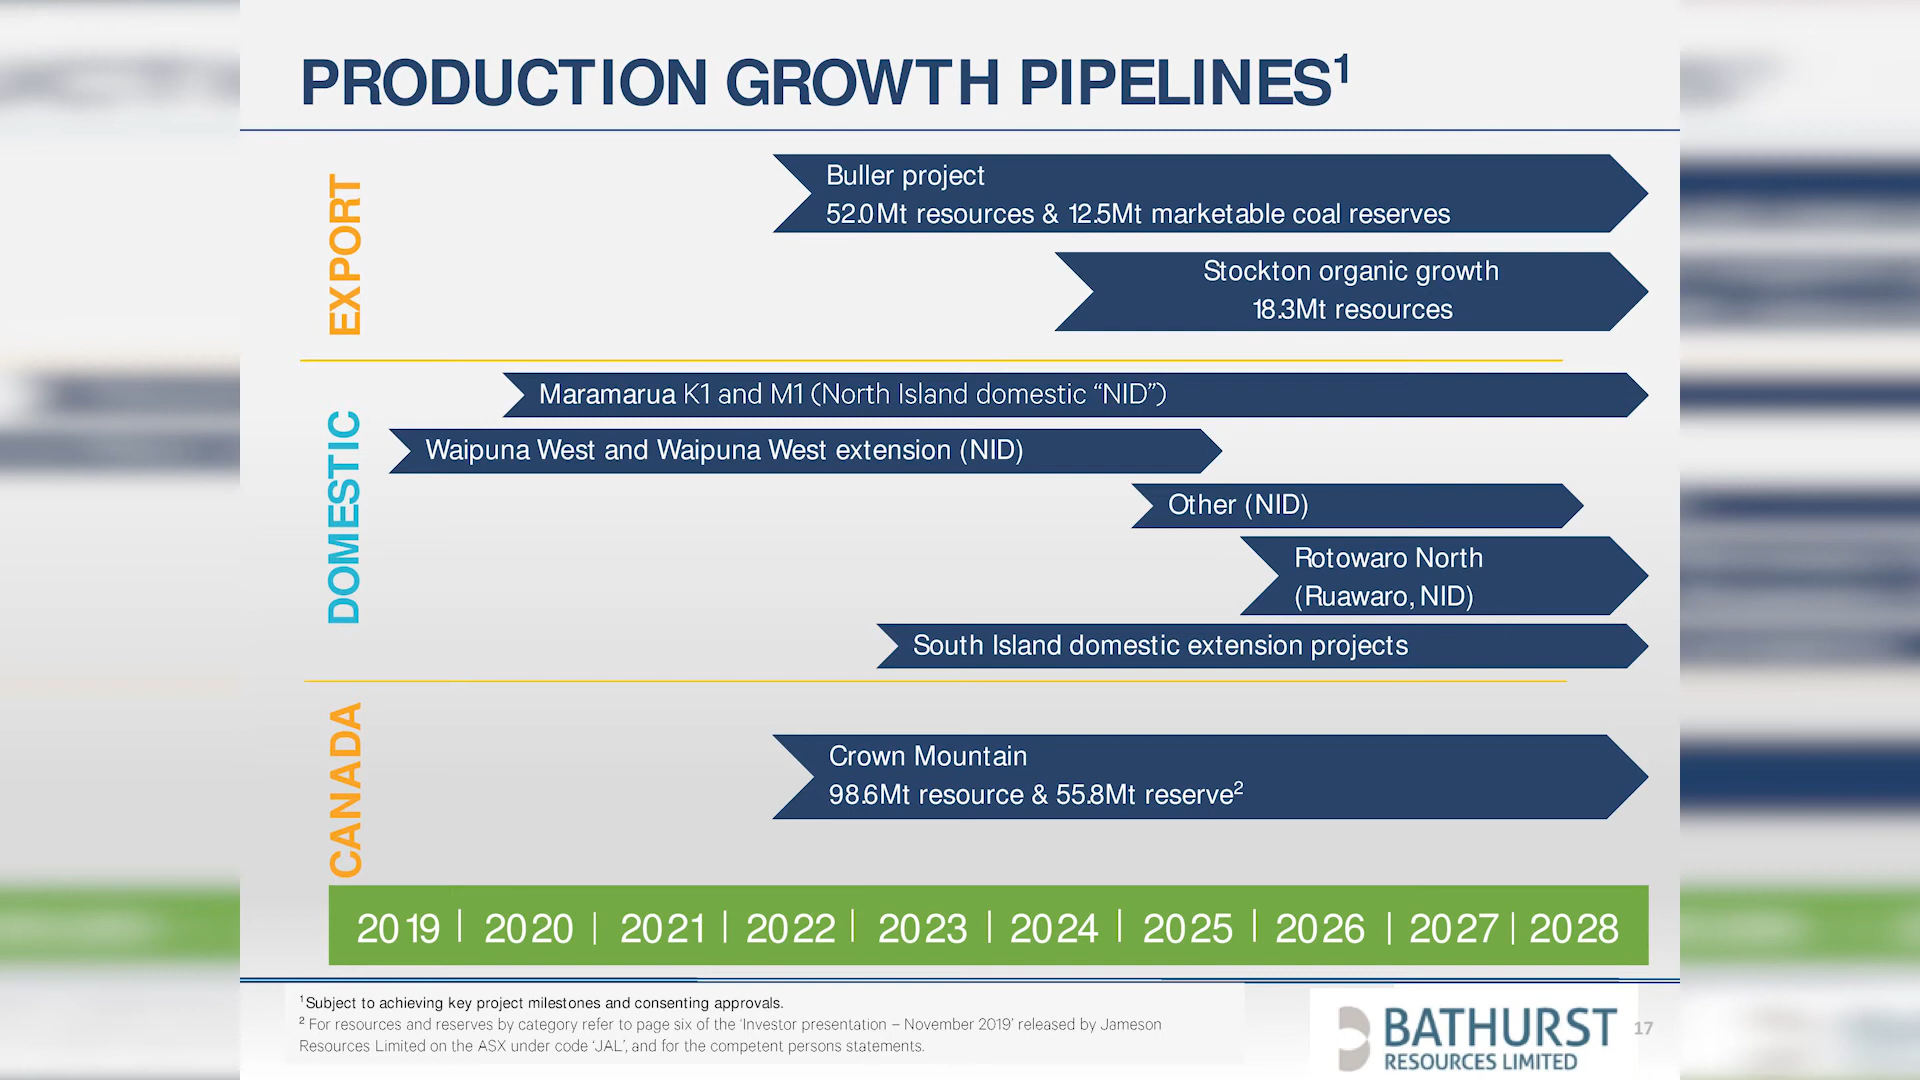 PRODUCTION GROWTH PIPELINES¹
EXPORT
Buller project
52.0Mt resources & 12.5Mt marketable coal reserves
Stockton organic growth
18.3Mt resources
DOMESTIC
Maramarua K1 and M1 (North Island domestic “NID”)
Waipuna West and Waipuna West extension (NID)
Other (NID)
Rotowaro North
(Ruawaro, NID)
South Island domestic extension projects
CANADA
Crown Mountain
98.6Mt resource & 55.8Mt reserve²
2019 | 2020 | 2021 | 2022 | 2023 | 2024 | 2025 | 2026 | 2027 | 2028
¹ Subject to achieving key project milestones and consenting approvals.
² For resources and reserves by category refer to page six of the ‘Investor presentation – November 2019’ released by Jameson
Resources Limited on the ASX under code ‘JAL’, and for the competent persons statements.
BATHURST
RESOURCES LIMITED
17